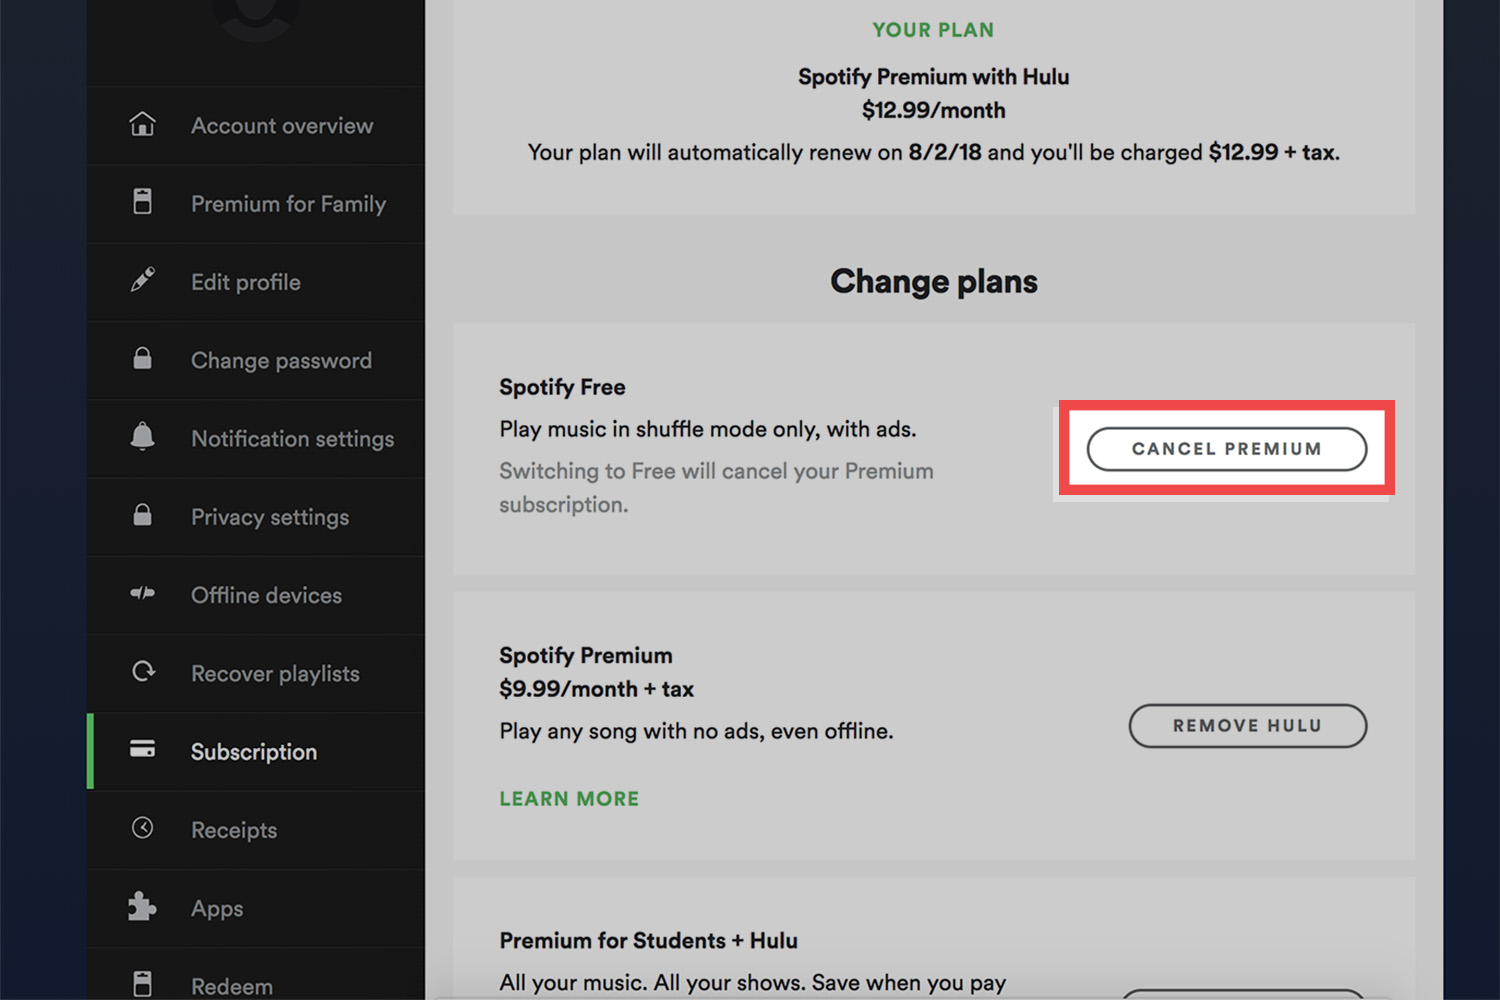 Account overview
Premium for Family
Edit profile
Change password
Notification settings
Privacy settings
Offline devices
Recover playlists
Subscription
Receipts
Apps
Redeem
YOUR PLAN
Spotify Premium with Hulu
$12.99/month
Your plan will automatically renew on 8/2/18 and you'll be charged $12.99 + tax.
Change plans
Spotify Free
Play music in shuffle mode only, with ads.
Switching to Free will cancel your Premium
subscription.
CANCEL PREMIUM
Spotify Premium
$9.99/month + tax
Play any song with no ads, even offline.
REMOVE HULU
LEARN MORE
Premium for Students + Hulu
All your music. All your shows. Save when you pay